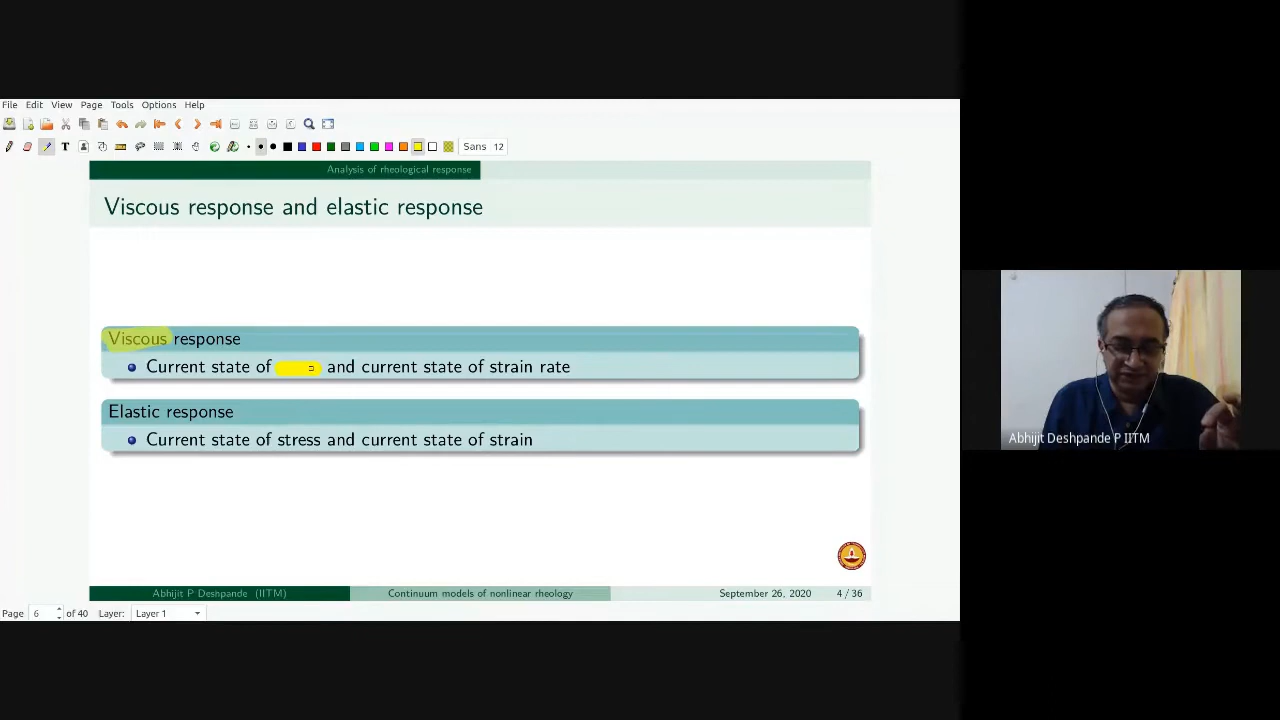 File Edit View Page Tools Options Help
Sans 12
Analysis of rheological response
Viscous response and elastic response
Viscous response
Current state of and current state of strain rate
Elastic response
Current state of stress and current state of strain
Abhijit Deshpande P IITM
Abhijit P Deshpande (IITM) Continuum models of nonlinear rheology September 26, 2020 4 / 36
Page 6 of 40 Layer: Layer 1